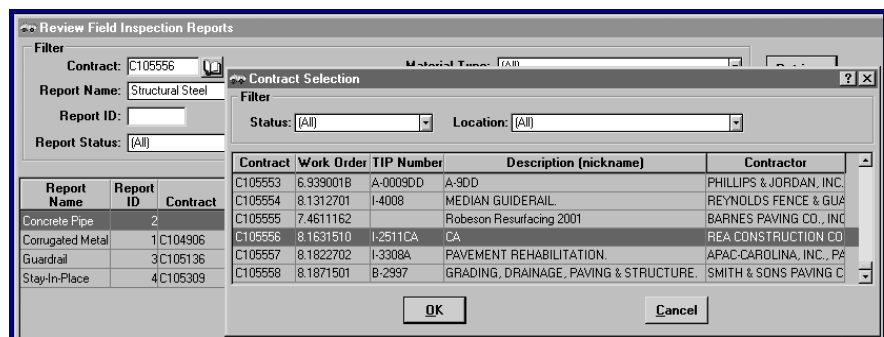 Review Field Inspection Reports
Filter
Contract: C105556
Report Name: Structural Steel
Report ID:
Report Status: (All)
Report Name Report ID Contract
Concrete Pipe 2
Corrugated Metal 1 C104906
Guardrail 3 C105136
Stay-In-Place 4 C105309
Contract Selection
Filter
Status: (All) Location: (All)
Contract Work Order TIP Number Description (nickname) Contractor
C105553 6.939001B A-0009DD A-9DD PHILLIPS & JORDAN, INC.
C105554 8.1312701 I-4008 MEDIAN GUIDERAIL. REYNOLDS FENCE & GUA
C105555 7.4611162 Robeson Resurfacing 2001 BARNES PAVING CO., INC
C105556 8.1631510 I-2511CA CA REA CONSTRUCTION CO
C105557 8.1822702 I-3308A PAVEMENT REHABILITATION. APAC-CAROLINA, INC., PA
C105558 8.1871501 B-2997 GRADING, DRAINAGE, PAVING & STRUCTURE. SMITH & SONS PAVING C
OK Cancel